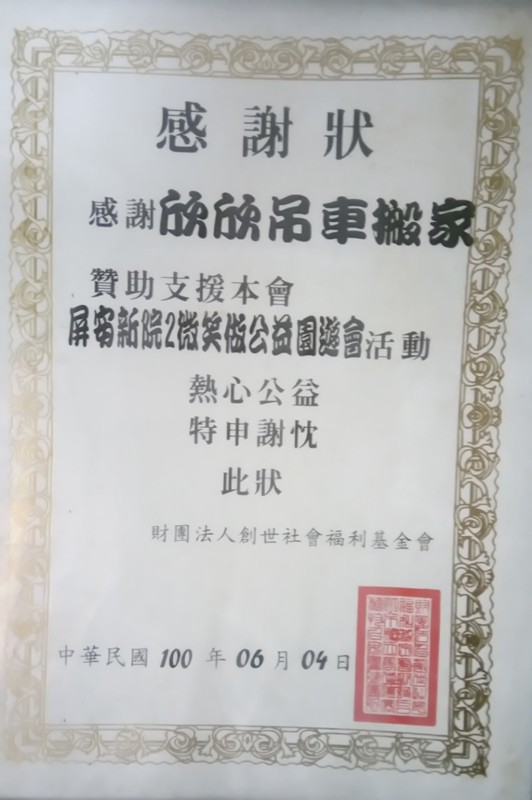 感謝狀
感謝欣欣吊車搬家
贊助支援本會
屏甯新院2微笑做公益園遊會活動
熱心公益
特申謝忱
此狀
財團法人創世社會福利基金會
中華民國 100 年 06 月 04 日